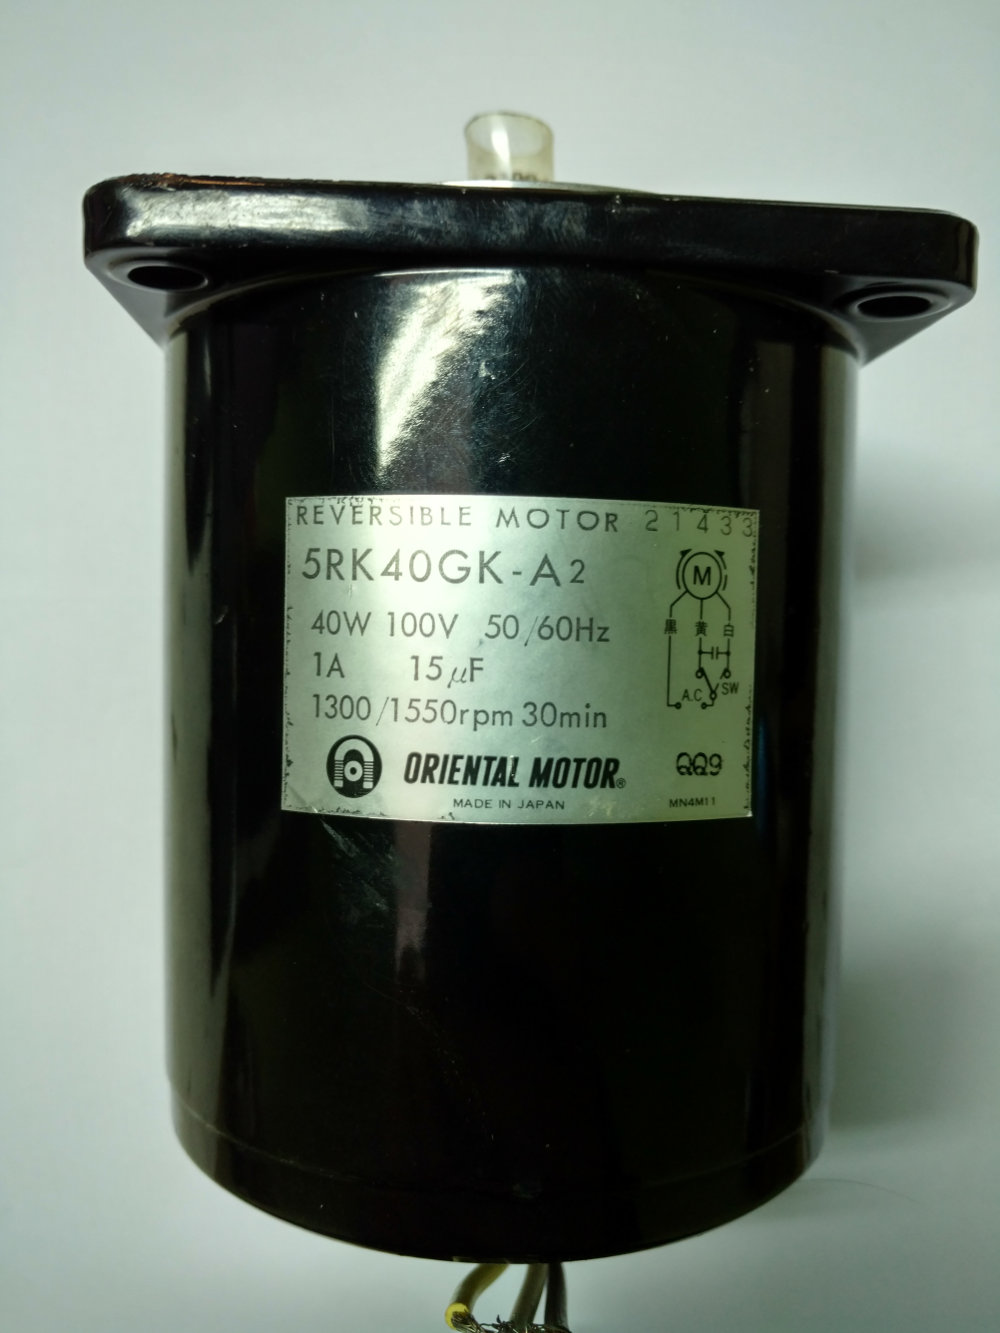 REVERSIBLE MOTOR 21433
5RK40GK-A2
40W 100V 50/60Hz
1A 15μF
1300/1550rpm 30min
M
黒 黄 白
SW
A.C
ORIENTAL MOTOR®
QQ9
MADE IN JAPAN
MN4M11